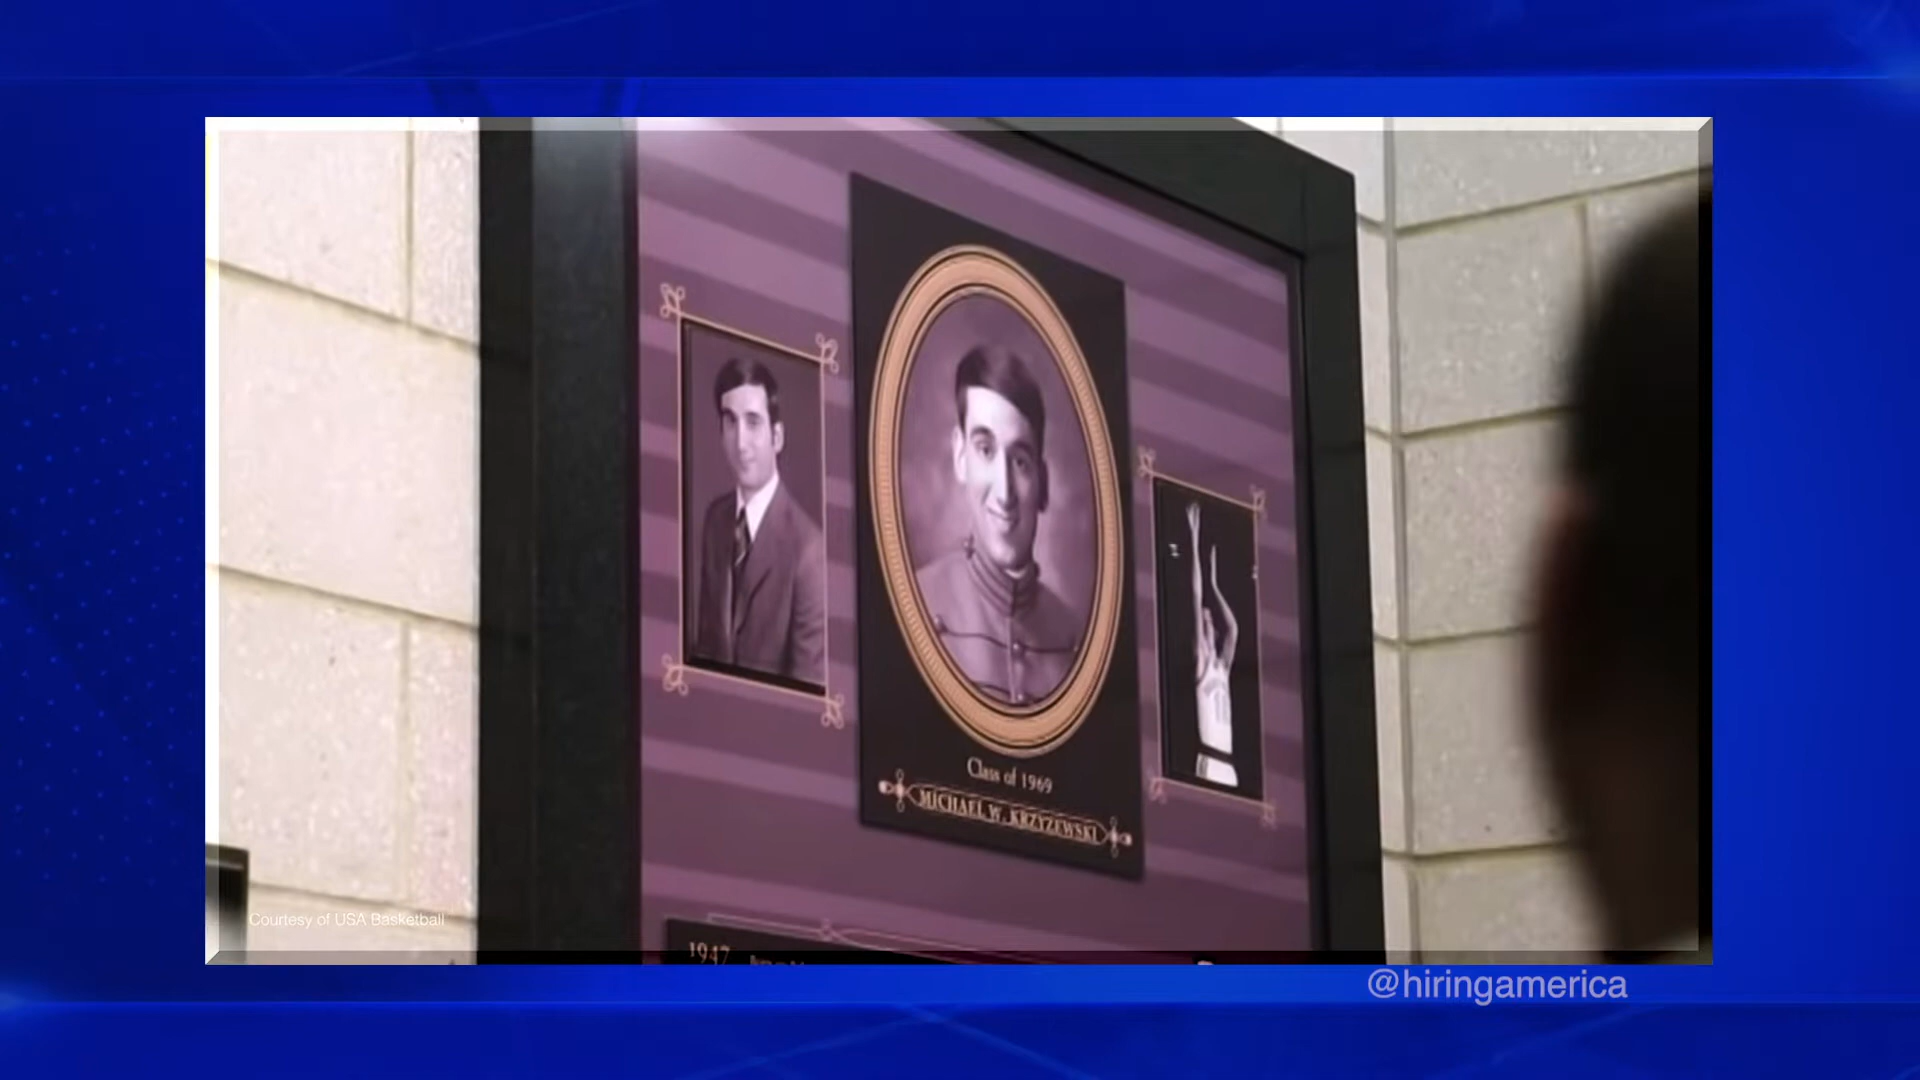 Class of 1969
MICHAEL W. KRZYZEWSKI
Courtesy of USA Basketball
1947
@hiringamerica